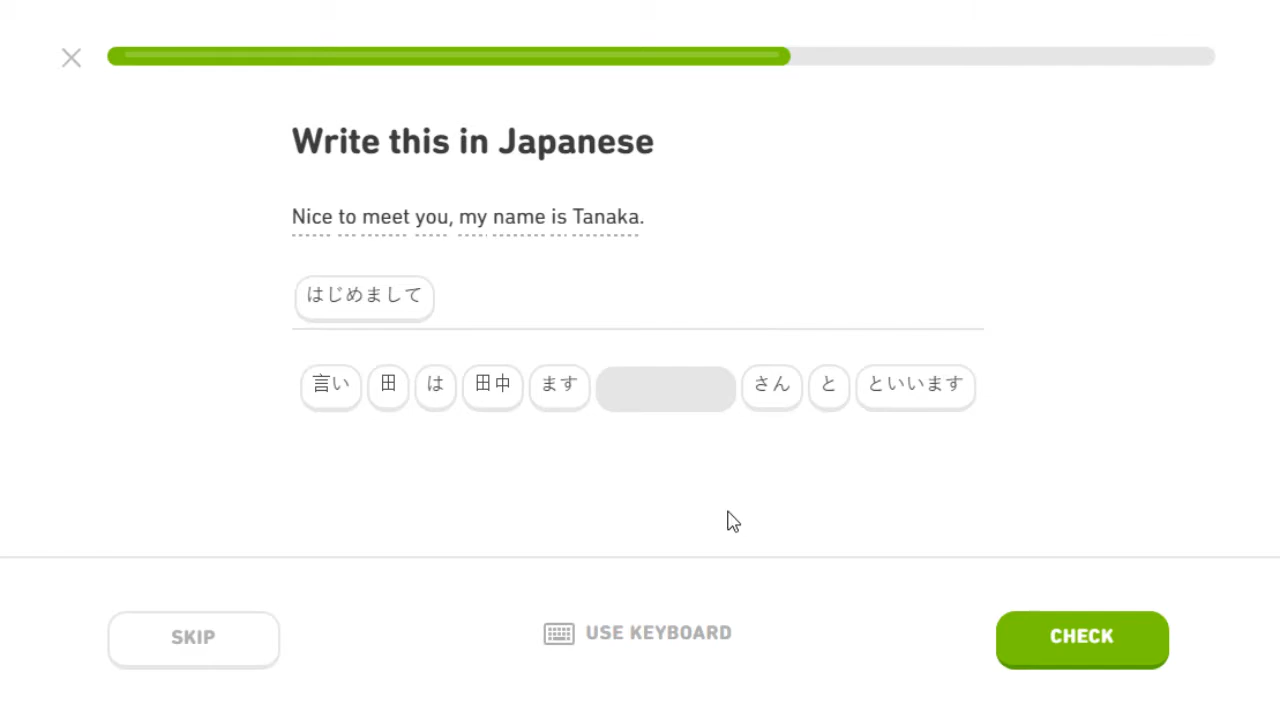 Write this in Japanese
Nice to meet you, my name is Tanaka.
はじめまして
言い 田 は 田中 ます さん と といいます
SKIP USE KEYBOARD CHECK